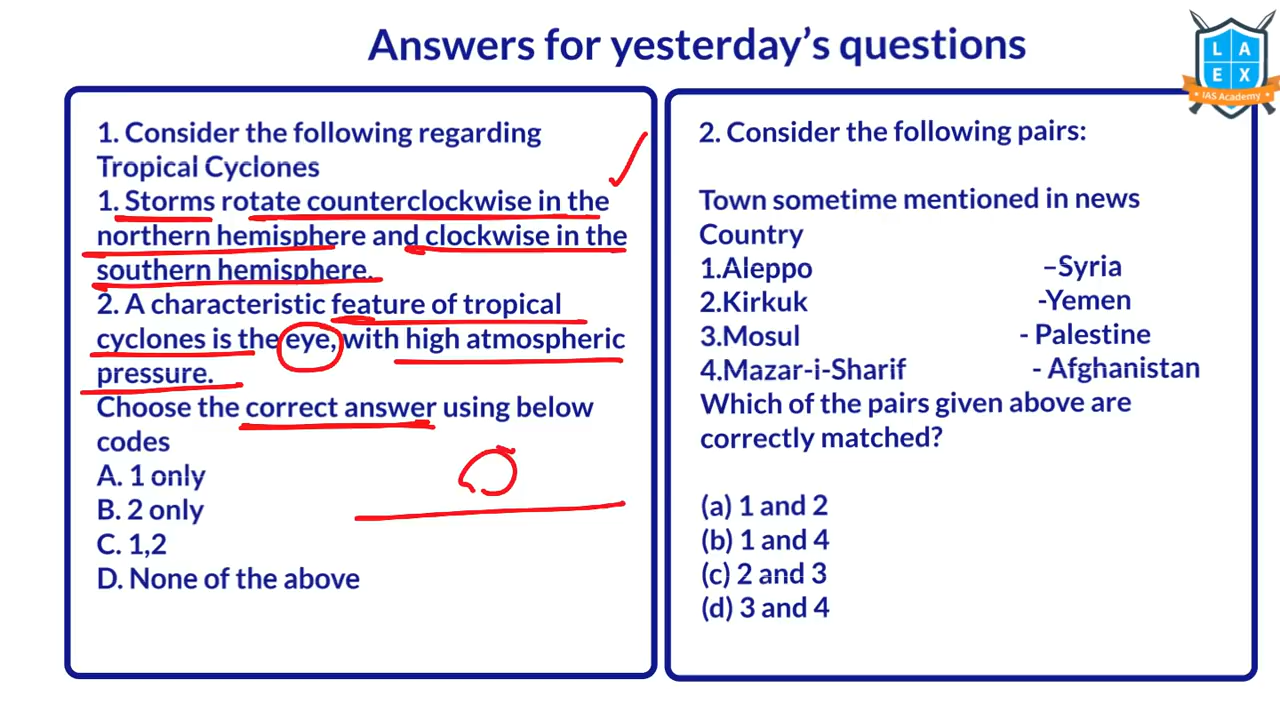 Answers for yesterday's questions
L A
E X
IAS Academy
1. Consider the following regarding
Tropical Cyclones
1. Storms rotate counterclockwise in the
northern hemisphere and clockwise in the
southern hemisphere.
2. A characteristic feature of tropical
cyclones is the eye, with high atmospheric
pressure.
Choose the correct answer using below
codes
A. 1 only
B. 2 only
C. 1,2
D. None of the above
2. Consider the following pairs:
Town sometime mentioned in news
Country
1.Aleppo –Syria
2.Kirkuk -Yemen
3.Mosul - Palestine
4.Mazar-i-Sharif - Afghanistan
Which of the pairs given above are
correctly matched?
(a) 1 and 2
(b) 1 and 4
(c) 2 and 3
(d) 3 and 4